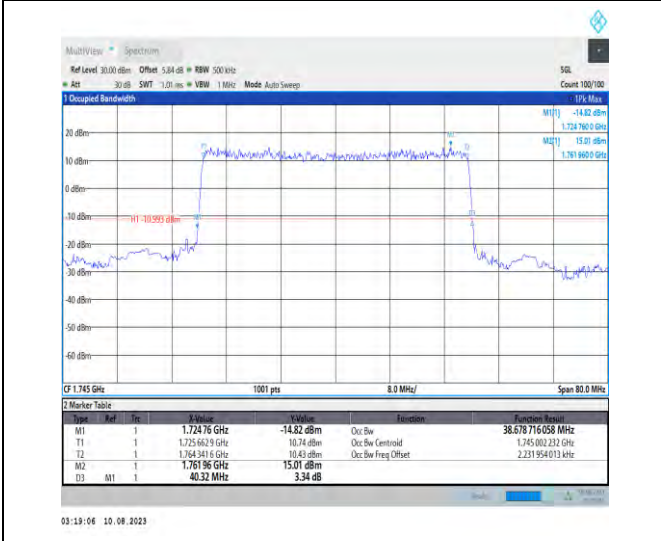 MultiView Spectrum
Ref Level 30.00 dBm Offset 5.84 dB RBW 500 kHz SGL
Att 30 dB SWT 1.01 ms VBW 1 MHz Mode Auto Sweep Count 100/100
1 Occupied Bandwidth 1Pk Max
M1[1] -14.82 dBm
1.724 760 0 GHz
M2[1] 15.01 dBm
1.761 960 0 GHz
20 dBm
10 dBm
0 dBm
-10 dBm
H1 -10.993 dBm
-20 dBm
-30 dBm
-40 dBm
-50 dBm
-60 dBm
T1
M2
T2
M1
D3
CF 1.745 GHz 1001 pts 8.0 MHz/ Span 80.0 MHz
2 Marker Table
Type Ref Trc X-Value Y-Value Function Function Result
M1 1 1.724 76 GHz -14.82 dBm Occ Bw 38.678 716 058 MHz
T1 1 1.725 662 9 GHz 10.74 dBm Occ Bw Centroid 1.745 002 232 GHz
T2 1 1.764 341 6 GHz 10.43 dBm Occ Bw Freq Offset 2.231 954 013 kHz
M2 1 1.761 96 GHz 15.01 dBm
D3 M1 1 40.32 MHz 3.34 dB
Ready
03:19:06 10.08.2023